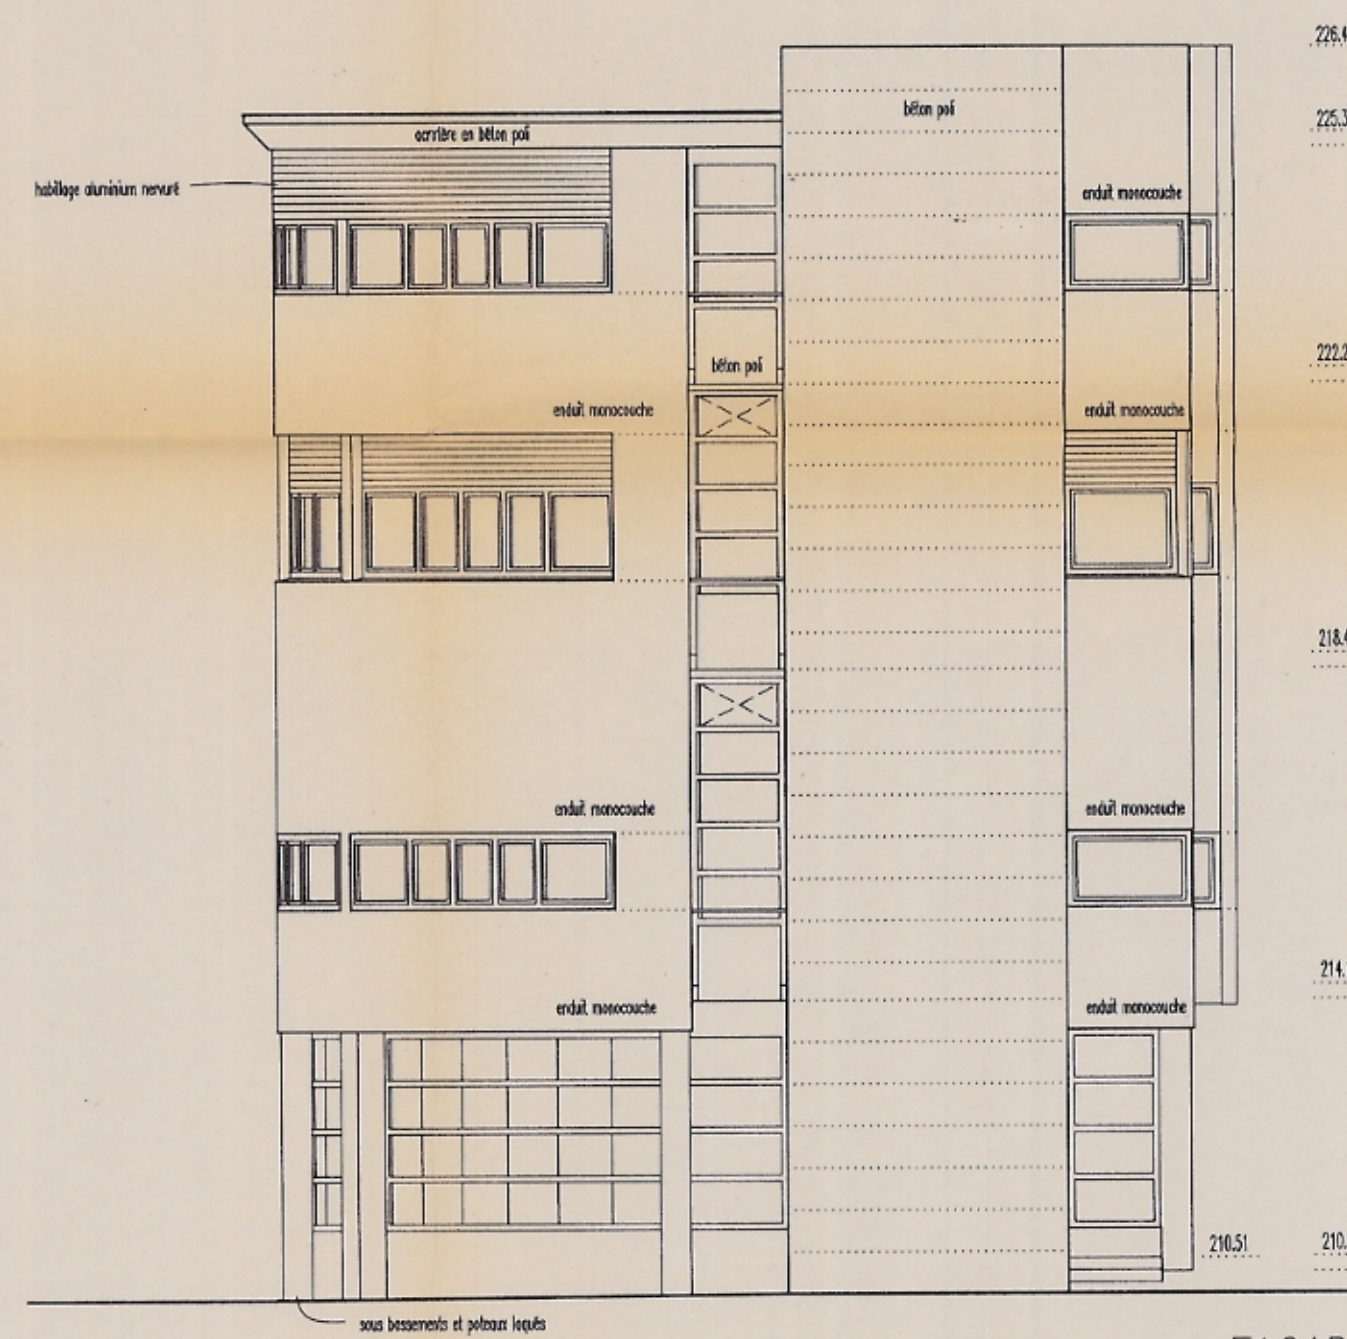 226.4
béton poli
225.3
acrotère en béton poli
habillage aluminium nervuré
enduit monocouche
222.2
béton poli
enduit monocouche
enduit monocouche
218.4
enduit monocouche
enduit monocouche
214.
enduit monocouche
enduit monocouche
210.51
210.
sous bassements et poteaux laqués